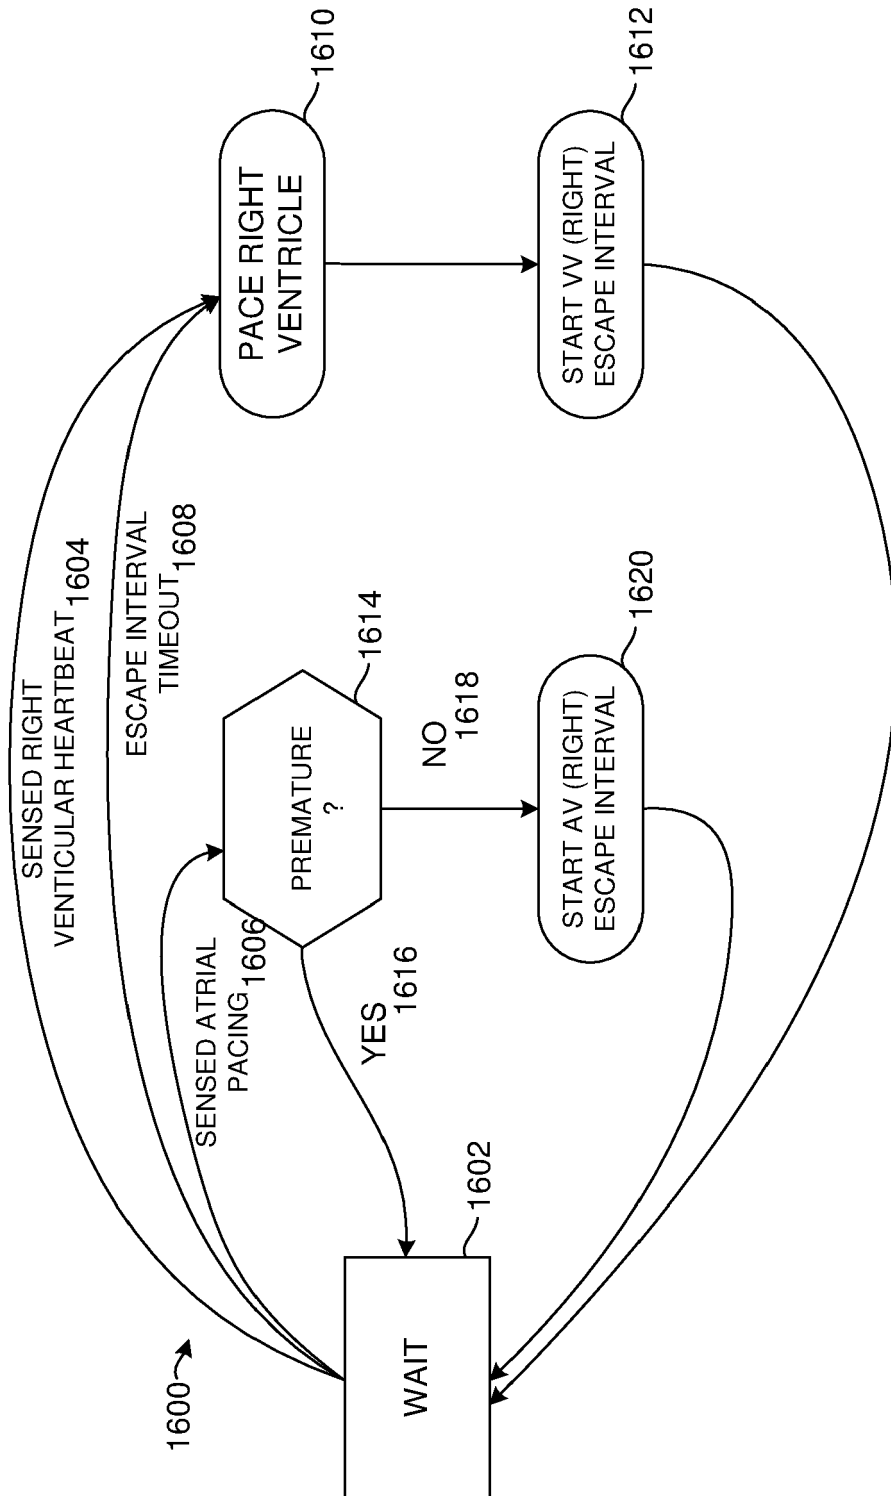 1600
SENSED RIGHT
VENTICULAR HEARTBEAT
1604
ESCAPE INTERVAL
TIMEOUT
1608
SENSED ATRIAL
PACING
1606
WAIT
1602
PREMATURE
?
1614
YES
1616
NO
1618
START AV (RIGHT)
ESCAPE INTERVAL
1620
PACE RIGHT
VENTRICLE
1610
START VV (RIGHT)
ESCAPE INTERVAL
1612